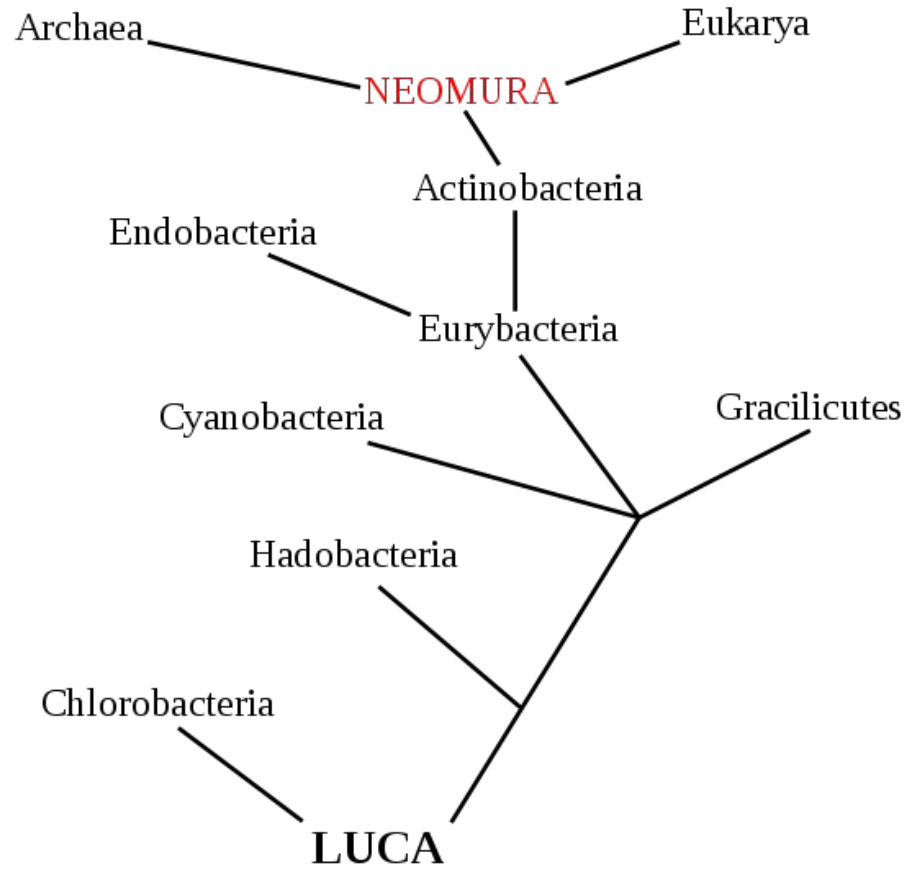 Archaea
Eukarya
NEOMURA
Actinobacteria
Endobacteria
Eurybacteria
Gracilicutes
Cyanobacteria
Hadobacteria
Chlorobacteria
LUCA